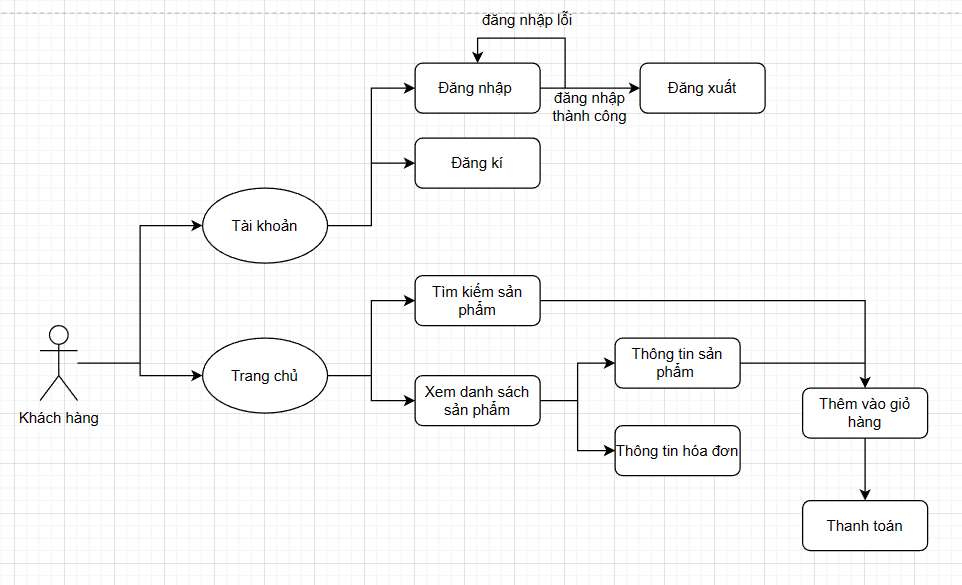 đăng nhập lỗi
Đăng nhập
đăng nhập
thành công
Đăng xuất
Đăng kí
Tài khoản
Tìm kiếm sản
phẩm
Trang chủ
Xem danh sách
sản phẩm
Thông tin sản
phẩm
Thông tin hóa đơn
Thêm vào giỏ
hàng
Thanh toán
Khách hàng